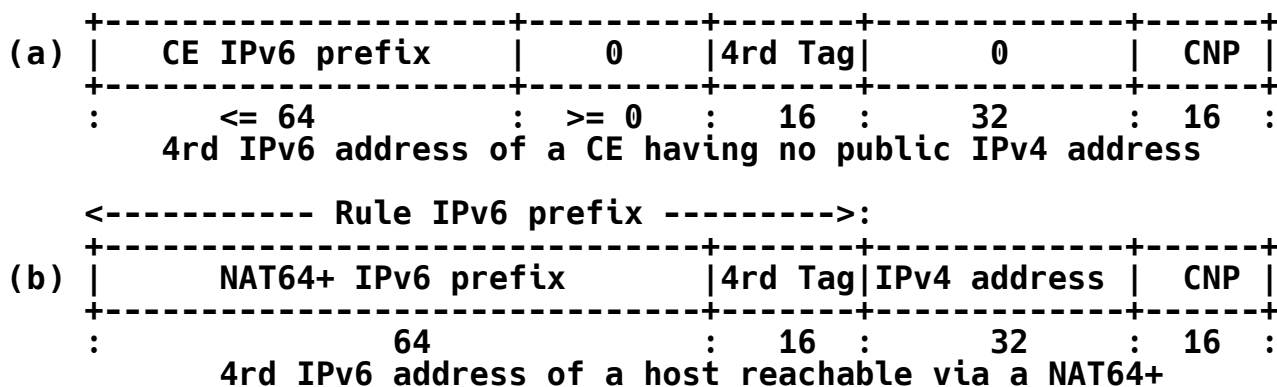 +---------------------+---------+-------+-------------+------+
(a) |   CE IPv6 prefix    |    0    |4rd Tag|      0      |  CNP |
    +---------------------+---------+-------+-------------+------+
    :       <= 64         :  >= 0   :   16  :     32      :  16  :
        4rd IPv6 address of a CE having no public IPv4 address
    <----------- Rule IPv6 prefix --------->:
    +-------------------------------+-------+-------------+------+
(b) |      NAT64+ IPv6 prefix       |4rd Tag|IPv4 address |  CNP |
    +-------------------------------+-------+-------------+------+
    :              64               :   16  :      32     :  16  :
           4rd IPv6 address of a host reachable via a NAT64+